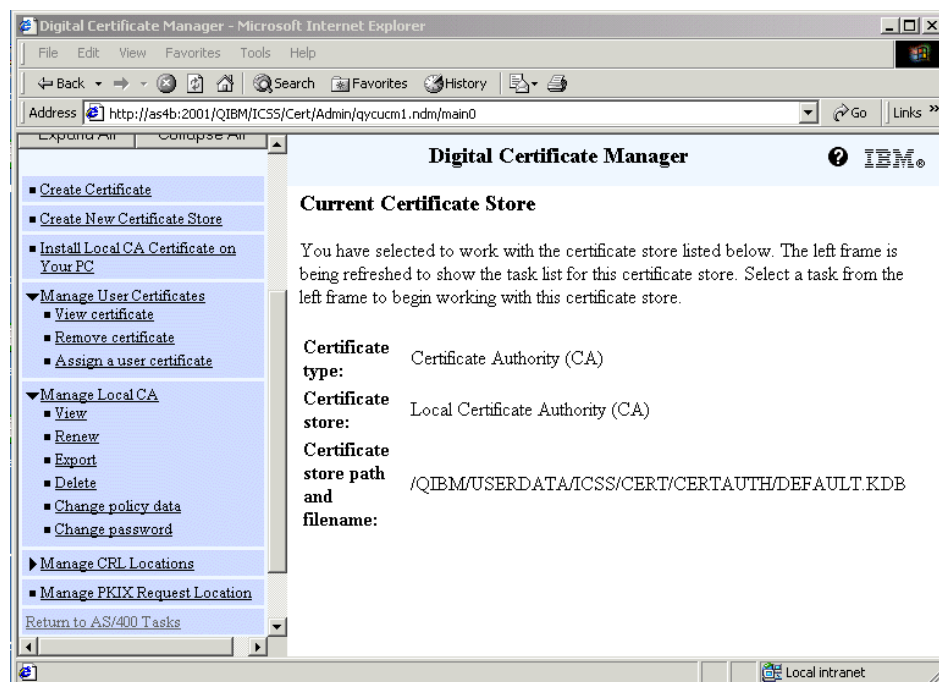 Digital Certificate Manager - Microsoft Internet Explorer
File Edit View Favorites Tools Help
Back Search Favorites History
Address http://as4b:2001/QIBM/ICSS/Cert/Admin/qycucm1.ndm/main0 Go Links »
Expand All Collapse All
Create Certificate
Create New Certificate Store
Install Local CA Certificate on
Your PC
Manage User Certificates
View certificate
Remove certificate
Assign a user certificate
Manage Local CA
View
Renew
Export
Delete
Change policy data
Change password
Manage CRL Locations
Manage PKIX Request Location
Return to AS/400 Tasks
Digital Certificate Manager ? IBM®
Current Certificate Store
You have selected to work with the certificate store listed below. The left frame is
being refreshed to show the task list for this certificate store. Select a task from the
left frame to begin working with this certificate store.
Certificate
type:
Certificate Authority (CA)
Certificate
store:
Local Certificate Authority (CA)
Certificate
store path
and
filename:
/QIBM/USERDATA/ICSS/CERT/CERTAUTH/DEFAULT.KDB
Local intranet